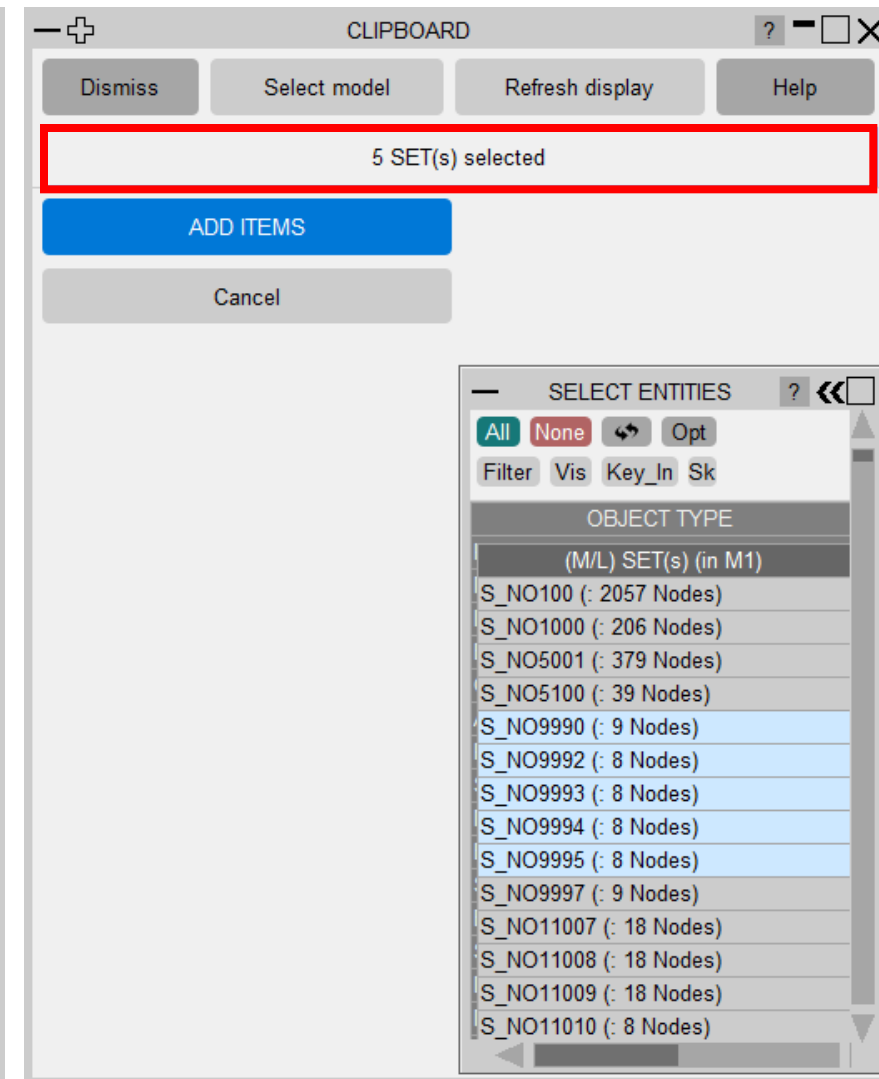 CLIPBOARD ?
Dismiss Select model Refresh display Help
5 SET(s) selected
ADD ITEMS
Cancel
SELECT ENTITIES ?
All None Opt
Filter Vis Key_In Sk
OBJECT TYPE
(M/L) SET(s) (in M1)
S_NO100 (: 2057 Nodes)
S_NO1000 (: 206 Nodes)
S_NO5001 (: 379 Nodes)
S_NO5100 (: 39 Nodes)
S_NO9990 (: 9 Nodes)
S_NO9992 (: 8 Nodes)
S_NO9993 (: 8 Nodes)
S_NO9994 (: 8 Nodes)
S_NO9995 (: 8 Nodes)
S_NO9997 (: 9 Nodes)
S_NO11007 (: 18 Nodes)
S_NO11008 (: 18 Nodes)
S_NO11009 (: 18 Nodes)
S_NO11010 (: 8 Nodes)